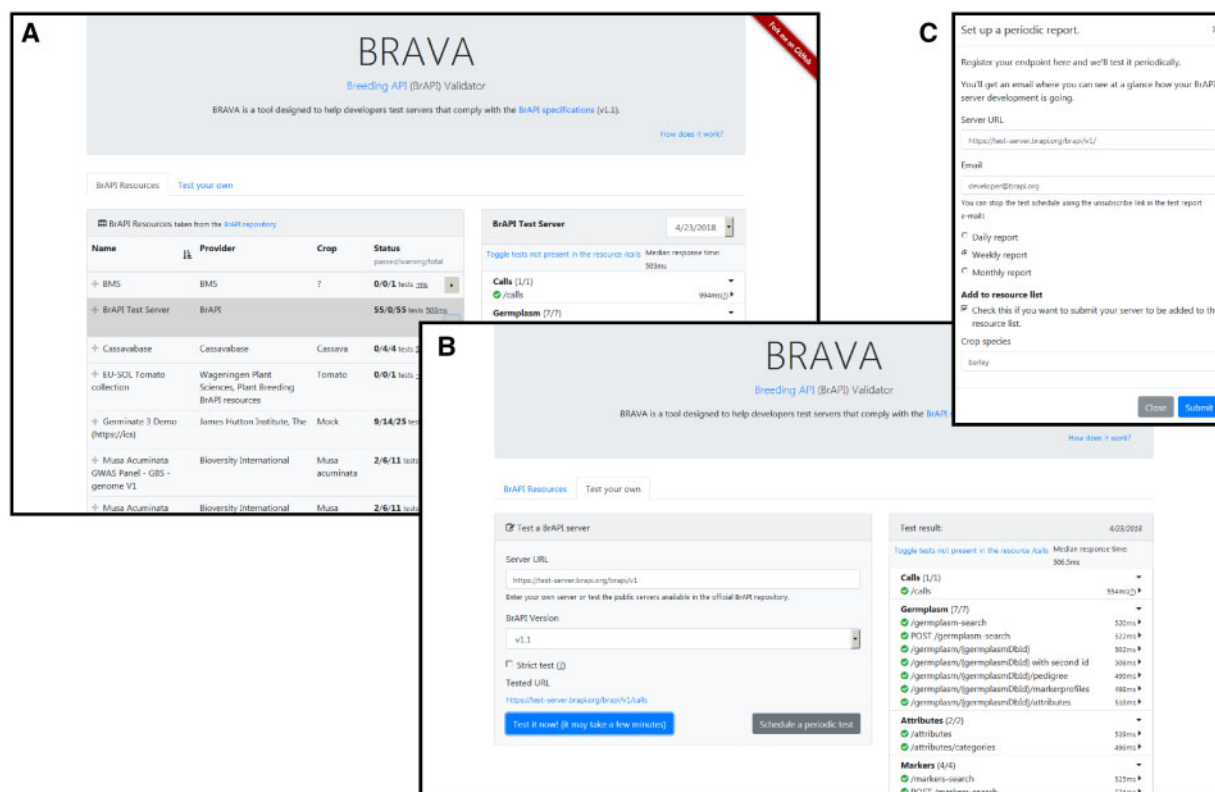 A
BRAVA
Breeding API (BrAPI) Validator
BRAVA is a tool designed to help developers test servers that comply with the BrAPI specifications (v1.1).
How does it work?
Fork me on GitHub
BrAPI Resources
Test your own
BrAPI Resources taken from the BrAPI repository
Name Provider Crop Status
passed/warning/total
BMS BMS ? 0/0/1 tests -ms
BrAPI Test Server BrAPI 55/0/55 tests 503ms
Cassavabase Cassavabase Cassava 0/4/4 tests
EU-SOL Tomato Wageningen Plant Tomato 0/0/1 tests
collection Sciences, Plant Breeding
BrAPI resources
Germinate 3 Demo James Hutton Institute, The Mock 9/14/25
(https://ics)
Musa Acuminata Bioversity International Musa 2/6/11 tests
GWAS Panel - GBS - acuminata
genome V1
Musa Acuminata Bioversity International Musa 2/6/11
BrAPI Test Server 4/23/2018
Toggle tests not present in the resource /calls Median response time:
503ms
Calls (1/1)
/calls 994ms(?)
Germplasm (7/7)
B
BRAVA
Breeding API (BrAPI) Validator
BRAVA is a tool designed to help developers test servers that comply with the BrAPI
How does it work?
BrAPI Resources
Test your own
Test a BrAPI server
Server URL
https://test-server.brapi.org/brapi/v1
Enter your own server or test the public servers available in the official BrAPI repository.
BrAPI Version
v1.1
Strict test (?)
Tested URL
https://test-server.brapi.org/brapi/v1/calls
Test it now! (it may take a few minutes)
Schedule a periodic test
Test result: 4/23/2018
Toggle tests not present in the resource /calls Median response time:
506.5ms
Calls (1/1)
/calls 994ms(?)
Germplasm (7/7)
/germplasm-search 520ms
POST /germplasm-search 522ms
/germplasm/{germplasmDbId} 502ms
/germplasm/{germplasmDbId} with second id
/germplasm/{germplasmDbId}/pedigree
/germplasm/{germplasmDbId}/markerprofiles
/germplasm/{germplasmDbId}/attributes
Attributes (2/2)
/attributes
/attributes/categories
Markers (4/4)
/markers-search
POST /markers-search
C
Set up a periodic report.
Register your endpoint here and we'll test it periodically.
You'll get an email where you can see at a glance how your BrAPI
server development is going.
Server URL
https://test-server.brapi.org/brapi/v1/
Email
developer@brapi.org
You can stop the test schedule using the unsubscribe link in the test report
e-mails
Daily report
Weekly report
Monthly report
Add to resource list
Check this if you want to submit your server to be added to the
resource list.
Crop species
barley
Close
Submit